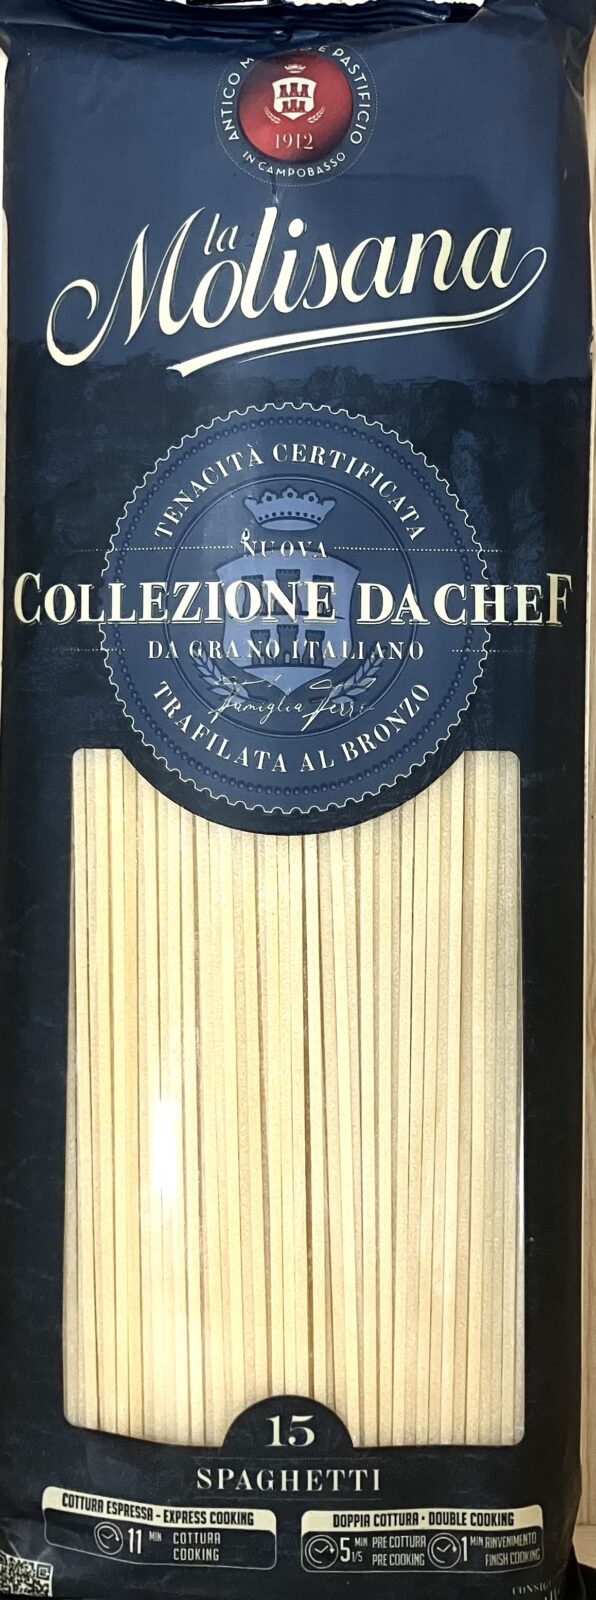 ANTICO E PASTIFICIO
1912
IN CAMPOBASSO
la
Molisana
TENACITÀ CERTIFICATA
NUOVA
COLLEZIONE DA CHEF
DA GRANO ITALIANO
Famiglia Ferro
TRAFILATA AL BRONZO
15
SPAGHETTI
COTTURA ESPRESSA - EXPRESS COOKING
11 MIN COTTURA
COOKING
DOPPIA COTTURA • DOUBLE COOKING
5 1/5 MIN PRE COTTURA
PRE COOKING
1 MIN RINVENIMENTO
FINISH COOKING